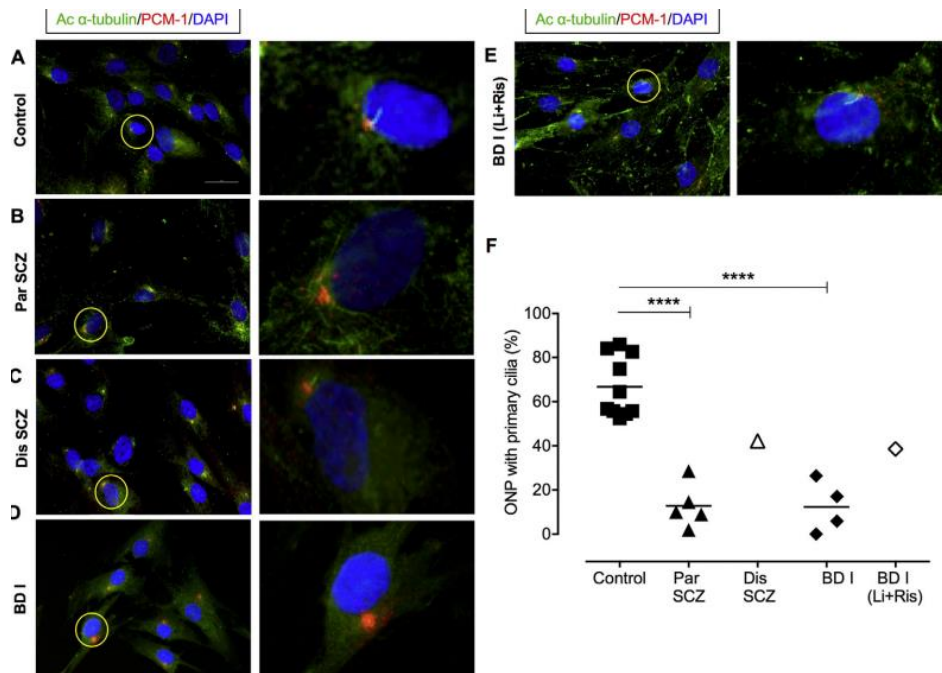 Ac α-tubulin/PCM-1/DAPI
A
Control
B
Par SCZ
C
Dis SCZ
D
BD I
Ac α-tubulin/PCM-1/DAPI
E
BD I (Li+Ris)
F
****
****
ONP with primary cilia (%)
100
80
60
40
20
0
Control
Par
SCZ
Dis
SCZ
BD I
BD I
(Li+Ris)